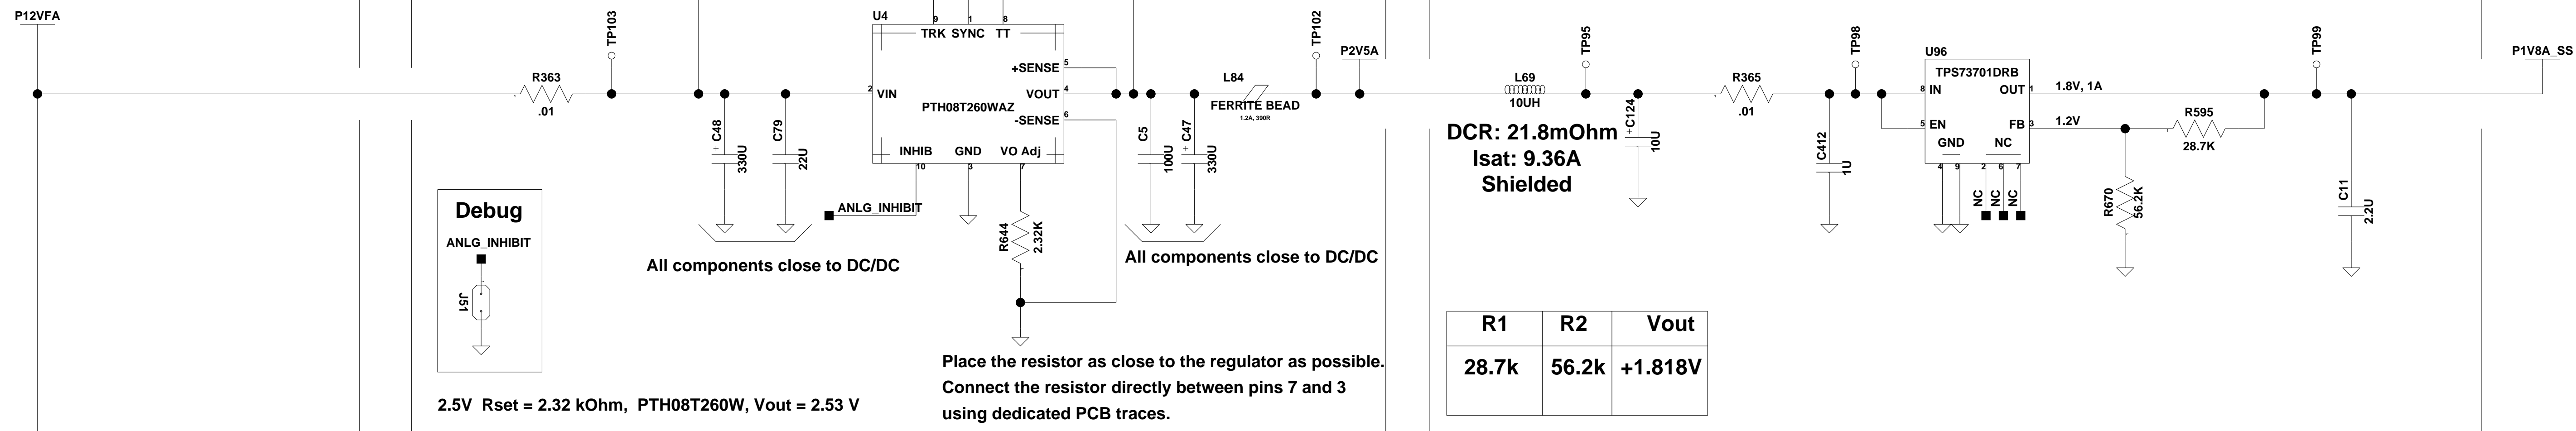 P12VFA
R363
.01
TP103
C48
+
330U
C79
22U
U4
9 1 8
TRK SYNC TT
+SENSE 5
2 VIN
VOUT 4
PTH08T260WAZ
-SENSE 6
INHIB GND VO Adj
10 3 7
ANLG_INHIBIT
R644
2.32K
C5
100U
C47
+
330U
L84
FERRITE BEAD
1.2A, 390R
TP102
P2V5A
All components close to DC/DC
All components close to DC/DC
Debug
ANLG_INHIBIT
J51
2.5V Rset = 2.32 kOhm, PTH08T260W, Vout = 2.53 V
Place the resistor as close to the regulator as possible.
Connect the resistor directly between pins 7 and 3
using dedicated PCB traces.
L69
10UH
DCR: 21.8mOhm
Isat: 9.36A
Shielded
TP95
C124
+
10U
R365
.01
C412
1U
TP98
U96
TPS73701DRB
8 IN OUT 1
5 EN FB 3
GND NC
4 9 2 6 7
NC
NC
NC
1.8V, 1A
1.2V
R595
28.7K
R670
56.2K
TP99
C11
2.2U
P1V8A_SS
R1 R2 Vout
28.7k 56.2k +1.818V